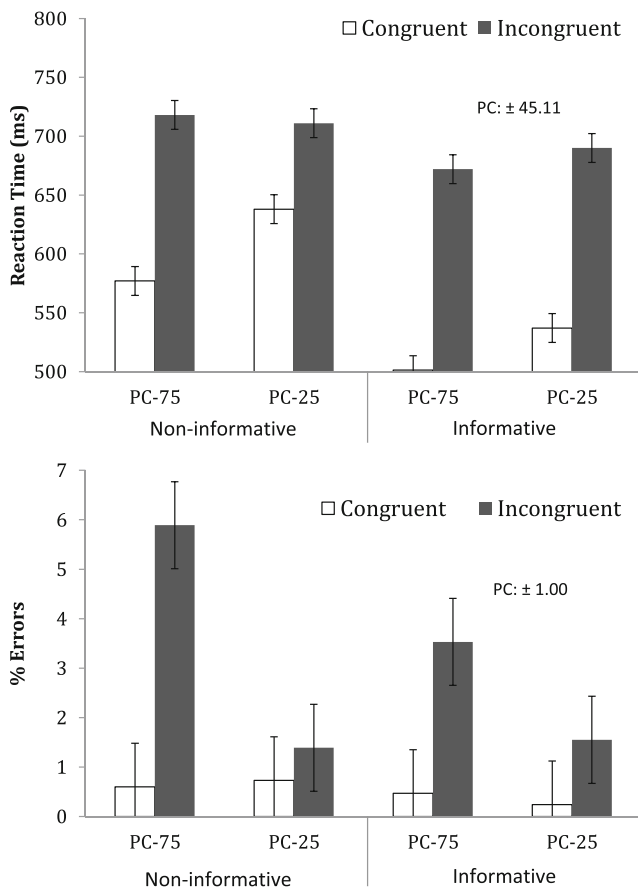 800
Congruent Incongruent
750
PC: ± 45.11
700
650
600
550
500
Reaction Time (ms)
PC-75 PC-25 PC-75 PC-25
Non-informative Informative
7
Congruent Incongruent
6
5
PC: ± 1.00
4
3
2
1
0
% Errors
PC-75 PC-25 PC-75 PC-25
Non-informative Informative